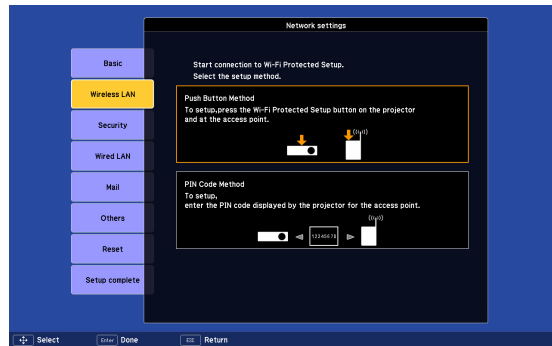 Network settings
Basic
Wireless LAN
Security
Wired LAN
Mail
Others
Reset
Setup complete
Start connection to Wi-Fi Protected Setup.
Select the setup method.
Push Button Method
To setup,press the Wi-Fi Protected Setup button on the projector
and at the access point.
PIN Code Method
To setup,
enter the PIN code displayed by the projector for the access point.
12245678
Select
Enter Done
ESC Return